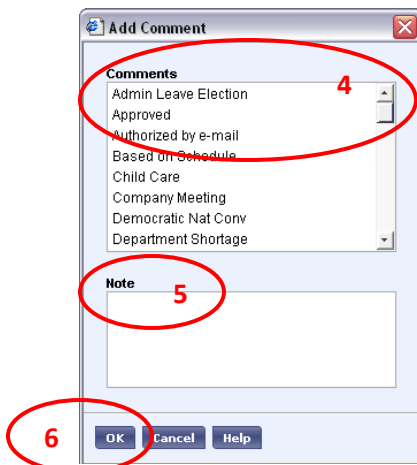 Add Comment
Comments
4
Admin Leave Election
Approved
Authorized by e-mail
Based on Schedule
Child Care
Company Meeting
Democratic Nat Conv
Department Shortage
Note
5
6
OK Cancel Help